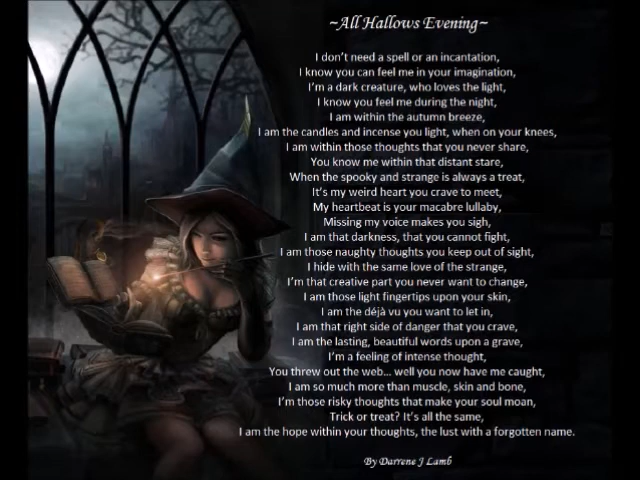 ~All Hallows Evening~
I don't need a spell or an incantation,
I know you can feel me in your imagination,
I'm a dark creature, who loves the light,
I know you feel me during the night,
I am within the autumn breeze,
I am the candles and incense you light, when on your knees,
I am within those thoughts that you never share,
You know me within that distant stare,
When the spooky and strange is always a treat,
It's my weird heart you crave to meet,
My heartbeat is your macabre lullaby,
Missing my voice makes you sigh,
I am that darkness, that you cannot fight,
I am those naughty thoughts you keep out of sight,
I hide with the same love of the strange,
I'm that creative part you never want to change,
I am those light fingertips upon your skin,
I am the déjà vu you want to let in,
I am that right side of danger that you crave,
I am the lasting, beautiful words upon a grave,
I'm a feeling of intense thought,
You threw out the web... well you now have me caught,
I am so much more than muscle, skin and bone,
I'm those risky thoughts that make your soul moan,
Trick or treat? It's all the same,
I am the hope within your thoughts, the lust with a forgotten name.
By Darrene J Lamb